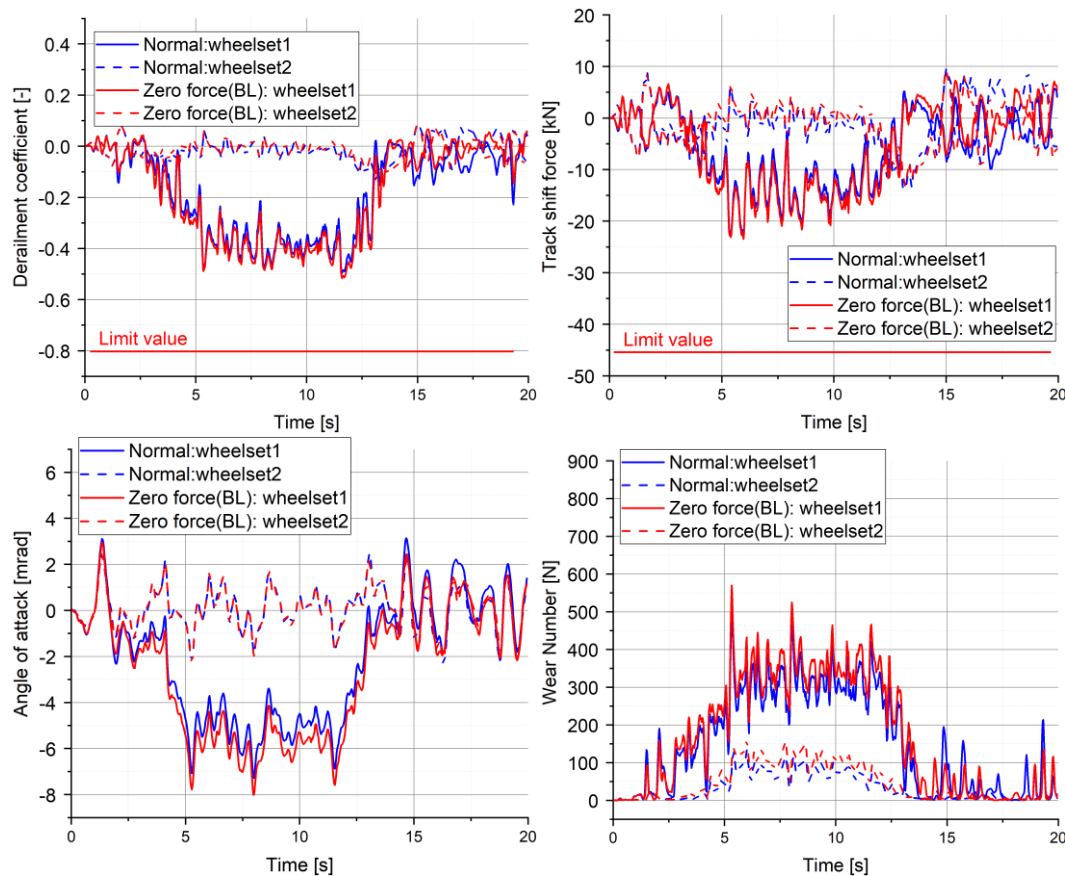 0.4
0.2
0.0
-0.2
-0.4
-0.6
-0.8
Derailment coefficient [-]
Normal:wheelset1
Normal:wheelset2
Zero force(BL): wheelset1
Zero force(BL): wheelset2
Limit value
0 5 10 15 20
Time [s]
20
10
0
-10
-20
-30
-40
-50
Track shift force [kN]
Normal:wheelset1
Normal:wheelset2
Zero force(BL): wheelset1
Zero force(BL): wheelset2
Limit value
0 5 10 15 20
Time [s]
6
4
2
0
-2
-4
-6
-8
Angle of attack [mrad]
Normal:wheelset1
Normal:wheelset2
Zero force(BL): wheelset1
Zero force(BL): wheelset2
0 5 10 15 20
Time [s]
900
800
700
600
500
400
300
200
100
0
Wear Number [N]
Normal:wheelset1
Normal:wheelset2
Zero force(BL): wheelset1
Zero force(BL): wheelset2
0 5 10 15 20
Time [s]